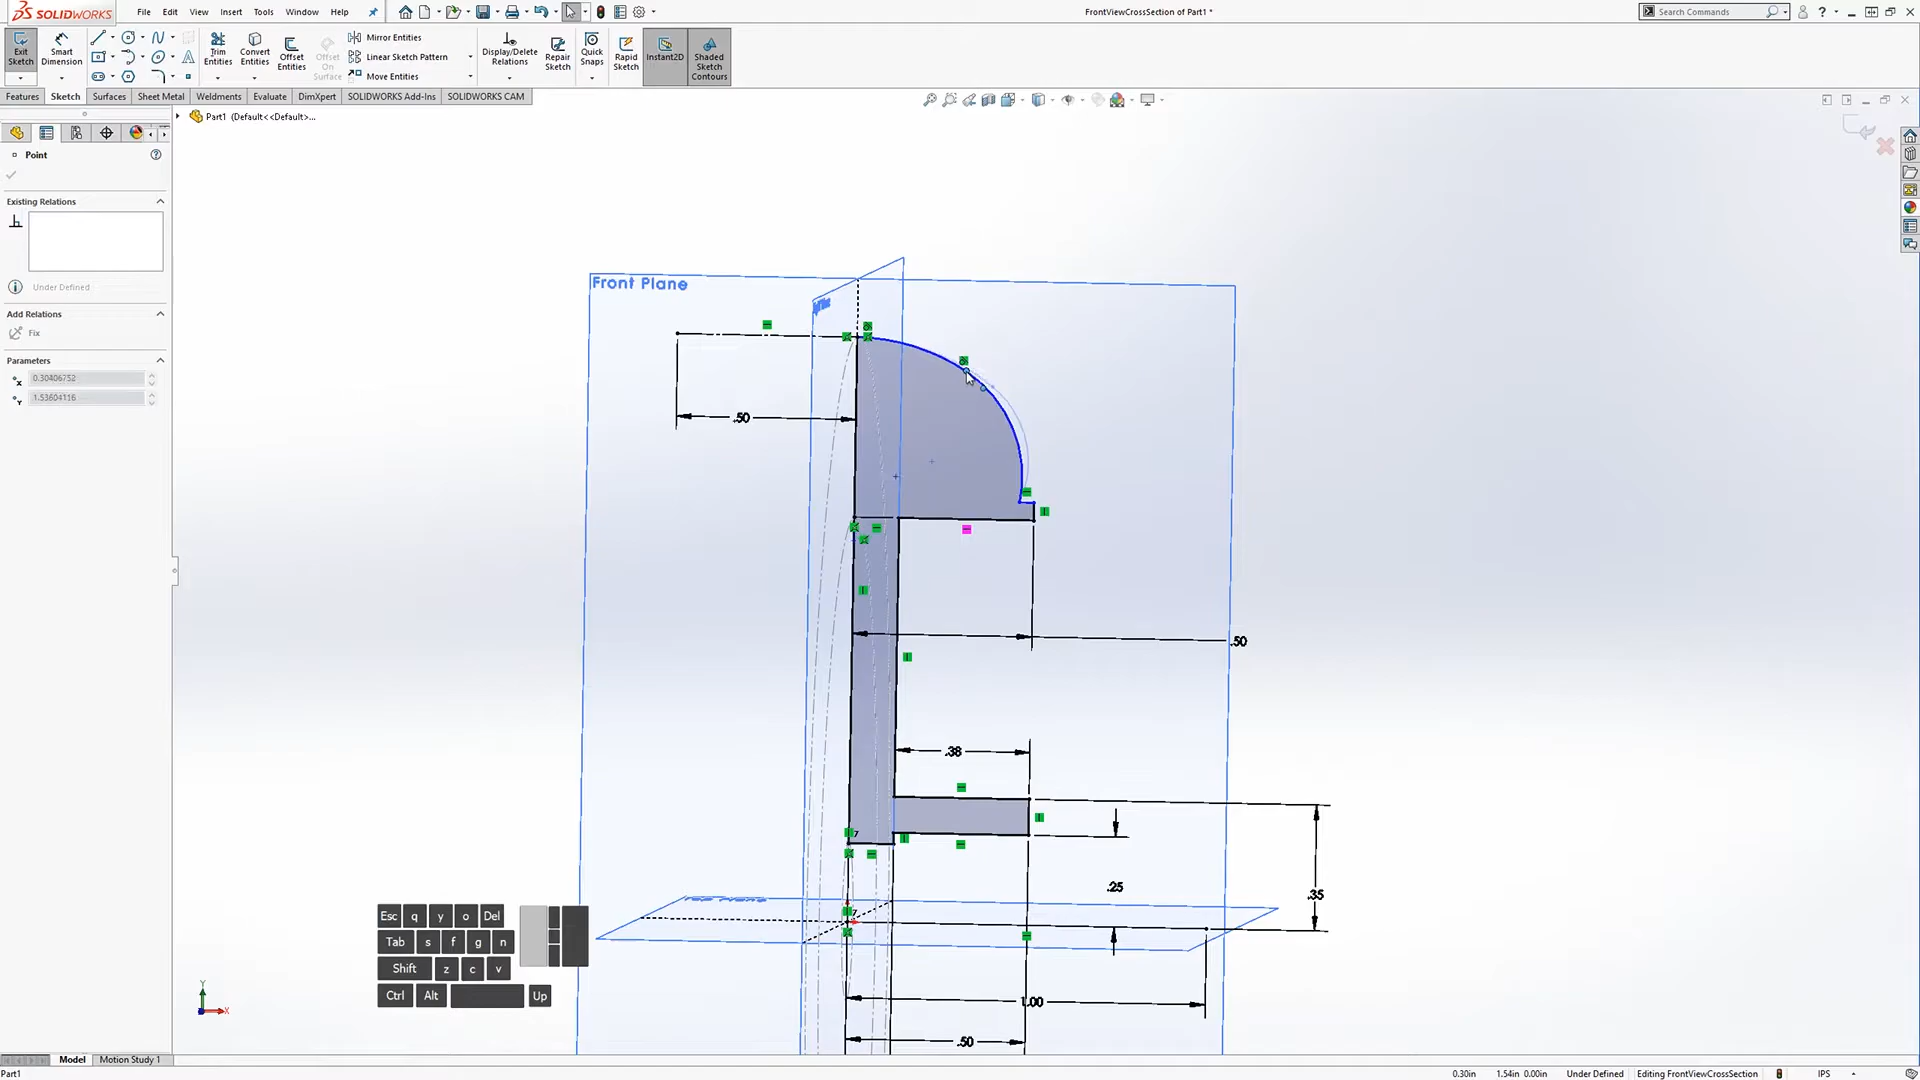 SOLIDWORKS File Edit View Insert Tools Window Help FrontViewCrossSection of Part1 * Search Commands
Exit Sketch
Smart Dimension
Trim Entities
Convert Entities
Offset Entities
Offset On Surface
Mirror Entities
Linear Sketch Pattern
Move Entities
Display/Delete Relations
Repair Sketch
Quick Snaps
Rapid Sketch
Instant2D
Shaded Sketch Contours
Features Sketch Surfaces Sheet Metal Weldments Evaluate DimXpert SOLIDWORKS Add-Ins SOLIDWORKS CAM
Part1 (Default<<Default>...
Point
Existing Relations
Under Defined
Add Relations
Fix
Parameters
0.30406752
1.53604116
Front Plane
.50
.50
.38
.25
.35
Top Plane
1.00
.50
Esc q y o Del
Tab s f g n
Shift z c v
Ctrl Alt Up
Y
X
Model Motion Study 1
Part1 0.30in 1.54in 0.00in Under Defined Editing FrontViewCrossSection IPS